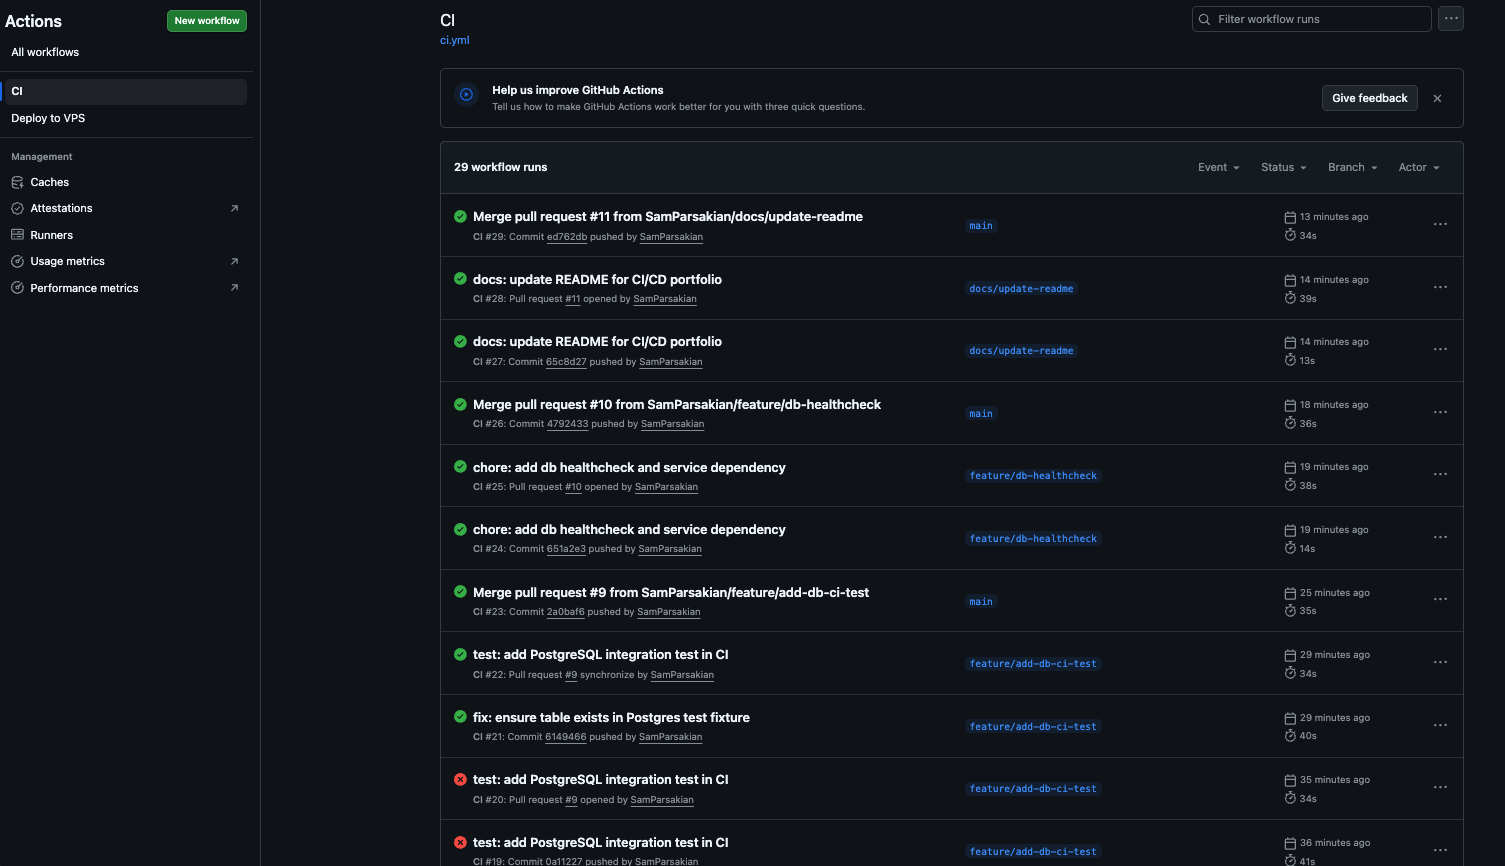 Actions
New workflow
All workflows
CI
Deploy to VPS
Management
Caches
Attestations
Runners
Usage metrics
Performance metrics
CI
ci.yml
Filter workflow runs
Help us improve GitHub Actions
Tell us how to make GitHub Actions work better for you with three quick questions.
Give feedback
29 workflow runs
Event
Status
Branch
Actor
Merge pull request #11 from SamParsakian/docs/update-readme
CI #29: Commit ed762db pushed by SamParsakian
main
13 minutes ago
34s
docs: update README for CI/CD portfolio
CI #28: Pull request #11 opened by SamParsakian
docs/update-readme
14 minutes ago
39s
docs: update README for CI/CD portfolio
CI #27: Commit 65c8d27 pushed by SamParsakian
docs/update-readme
14 minutes ago
13s
Merge pull request #10 from SamParsakian/feature/db-healthcheck
CI #26: Commit 4792433 pushed by SamParsakian
main
18 minutes ago
36s
chore: add db healthcheck and service dependency
CI #25: Pull request #10 opened by SamParsakian
feature/db-healthcheck
19 minutes ago
38s
chore: add db healthcheck and service dependency
CI #24: Commit 651a2e3 pushed by SamParsakian
feature/db-healthcheck
19 minutes ago
14s
Merge pull request #9 from SamParsakian/feature/add-db-ci-test
CI #23: Commit 2a0baf6 pushed by SamParsakian
main
25 minutes ago
35s
test: add PostgreSQL integration test in CI
CI #22: Pull request #9 synchronize by SamParsakian
feature/add-db-ci-test
29 minutes ago
34s
fix: ensure table exists in Postgres test fixture
CI #21: Commit 6149466 pushed by SamParsakian
feature/add-db-ci-test
29 minutes ago
40s
test: add PostgreSQL integration test in CI
CI #20: Pull request #9 opened by SamParsakian
feature/add-db-ci-test
35 minutes ago
34s
test: add PostgreSQL integration test in CI
CI #19: Commit 0a11227 pushed by SamParsakian
feature/add-db-ci-test
36 minutes ago
41s